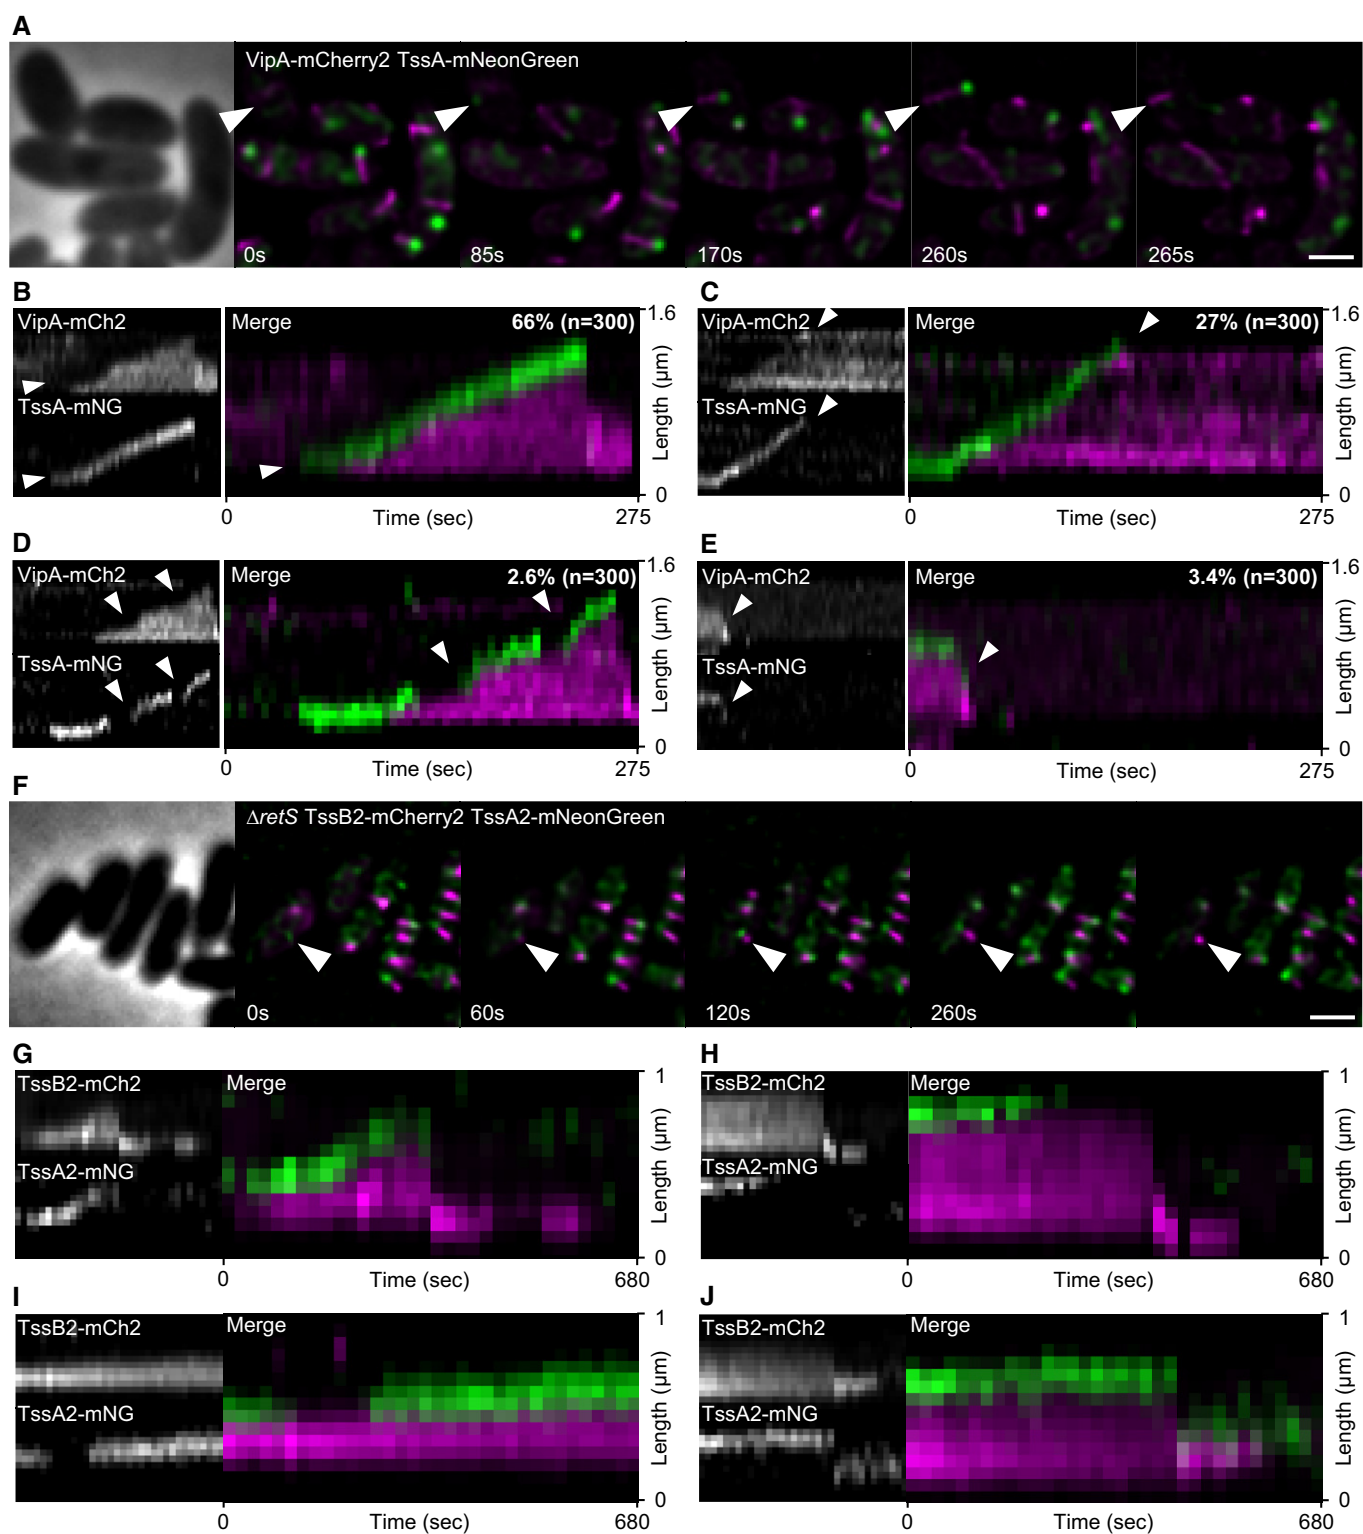 A
VipA-mCherry2 TssA-mNeonGreen
0s 85s 170s 260s 265s
B C
VipA-mCh2 Merge 66% (n=300) 1.6 VipA-mCh2 Merge 27% (n=300) 1.6
TssA-mNG Length (µm) TssA-mNG Length (µm)
0 0
0 Time (sec) 275 0 Time (sec) 275
D E
VipA-mCh2 Merge 2.6% (n=300) 1.6 VipA-mCh2 Merge 3.4% (n=300) 1.6
TssA-mNG Length (µm) TssA-mNG Length (µm)
0 0
0 Time (sec) 275 0 Time (sec) 275
F
ΔretS TssB2-mCherry2 TssA2-mNeonGreen
0s 60s 120s 260s
G H
TssB2-mCh2 Merge 1 TssB2-mCh2 Merge 1
TssA2-mNG Length (µm) TssA2-mNG Length (µm)
0 0
0 Time (sec) 680 0 Time (sec) 680
I J
TssB2-mCh2 Merge 1 TssB2-mCh2 Merge 1
TssA2-mNG Length (µm) TssA2-mNG Length (µm)
0 0
0 Time (sec) 680 0 Time (sec) 680